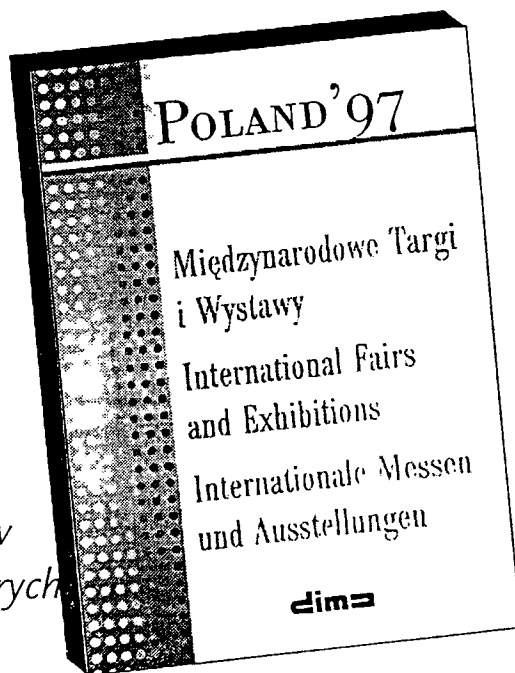 POLAND'97
Międzynarodowe Targi
i Wystawy
International Fairs
and Exhibitions
Internationale Messen
und Ausstellungen
dima